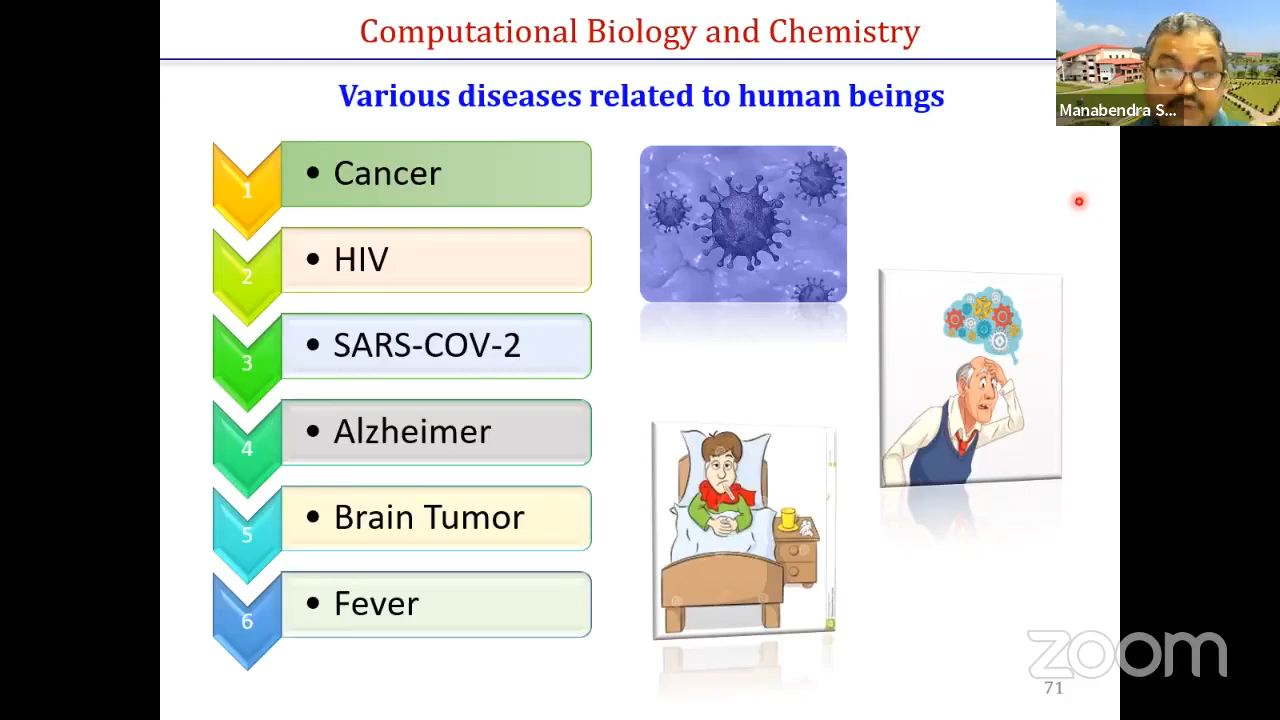 Computational Biology and Chemistry
Manabendra S...
Various diseases related to human beings
1
• Cancer
2
• HIV
3
• SARS-COV-2
4
• Alzheimer
5
• Brain Tumor
6
• Fever
zoom
71